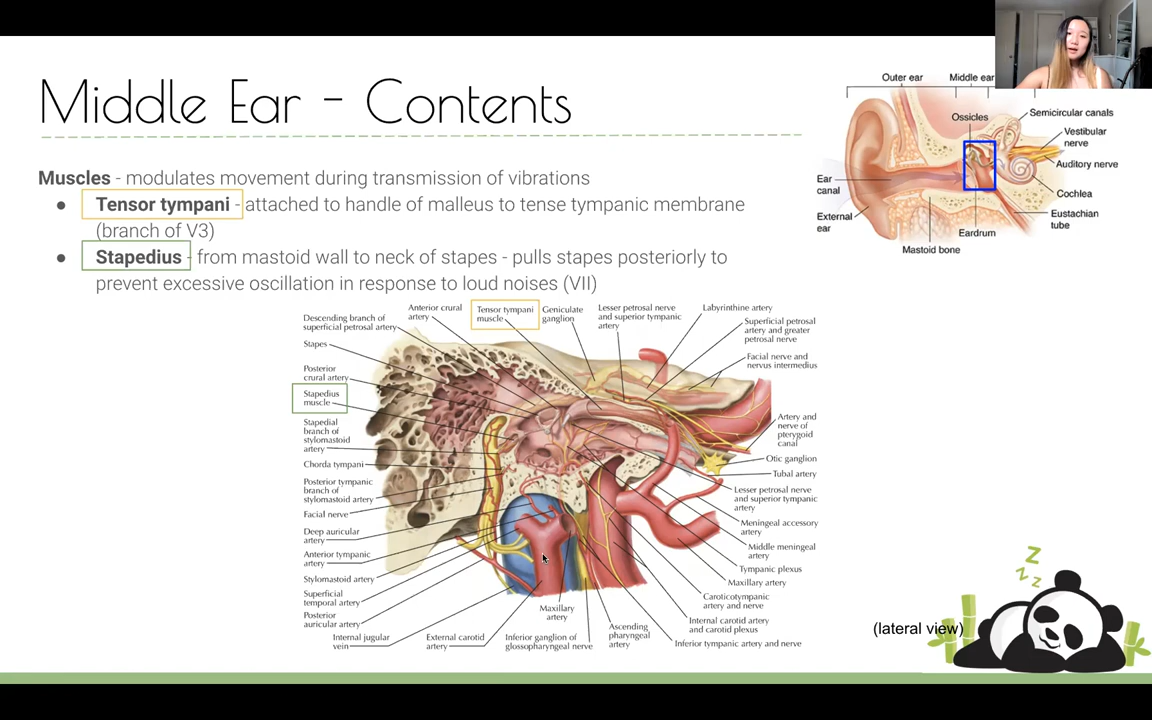 Middle Ear - Contents
Muscles - modulates movement during transmission of vibrations
● Tensor tympani - attached to handle of malleus to tense tympanic membrane
(branch of V3)
● Stapedius - from mastoid wall to neck of stapes - pulls stapes posteriorly to
prevent excessive oscillation in response to loud noises (VII)
Outer ear
Middle ear
Ossicles
Semicircular canals
Vestibular
nerve
Auditory nerve
Cochlea
Eustachian
tube
Eardrum
Mastoid bone
Ear
canal
External
ear
Descending branch of
superficial petrosal artery
Anterior crural
artery
Tensor tympani
muscle
Geniculate
ganglion
Lesser petrosal nerve
and superior tympanic
artery
Labyrinthine artery
Superficial petrosal
artery and greater
petrosal nerve
Facial nerve and
nervus intermedius
Artery and
nerve of
pterygoid
canal
Otic ganglion
Tubal artery
Lesser petrosal nerve
and superior tympanic
artery
Meningeal accessory
artery
Middle meningeal
artery
Tympanic plexus
Maxillary artery
Caroticotympanic
artery and nerve
Internal carotid artery
and carotid plexus
Inferior tympanic artery and nerve
Stapes
Posterior
crural artery
Stapedius
muscle
Stapedial
branch of
stylomastoid
artery
Chorda tympani
Posterior tympanic
branch of
stylomastoid artery
Facial nerve
Deep auricular
artery
Anterior tympanic
artery
Stylomastoid artery
Superficial
temporal artery
Posterior
auricular artery
Internal jugular
vein
External carotid
artery
Maxillary
artery
Inferior ganglion of
glossopharyngeal nerve
Ascending
pharyngeal
artery
(lateral view)
Z
Z
Z